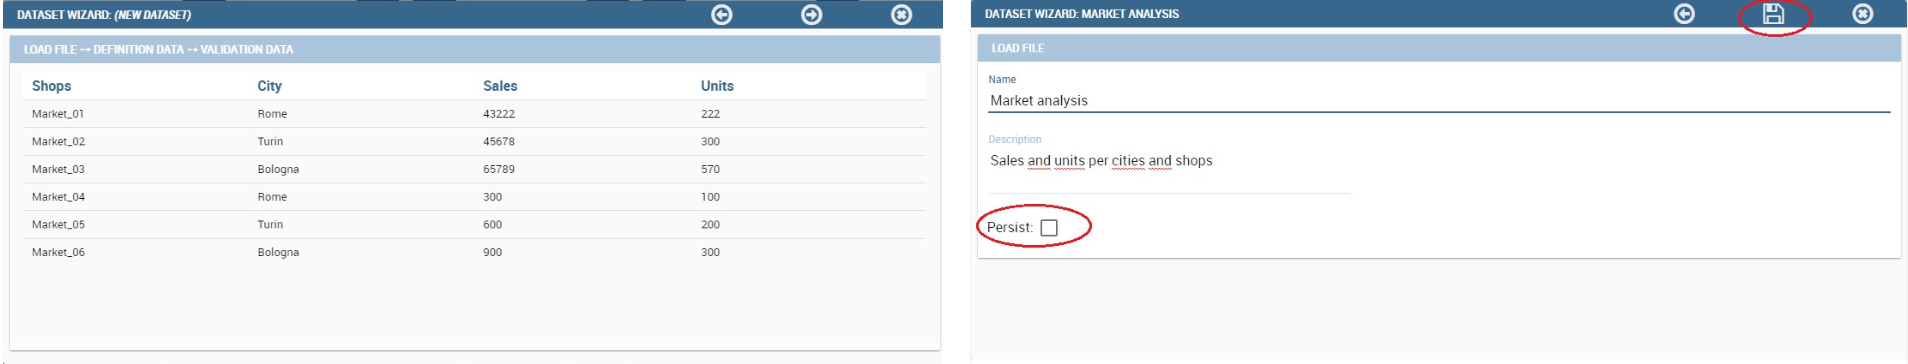 DATASET WIZARD: (NEW DATASET)
LOAD FILE → DEFINITION DATA → VALIDATION DATA
Shops City Sales Units
Market_01 Rome 43222 222
Market_02 Turin 45678 300
Market_03 Bologna 65789 570
Market_04 Rome 300 100
Market_05 Turin 600 200
Market_06 Bologna 900 300
DATASET WIZARD: MARKET ANALYSIS
LOAD FILE
Name
Market analysis
Description
Sales and units per cities and shops
Persist: